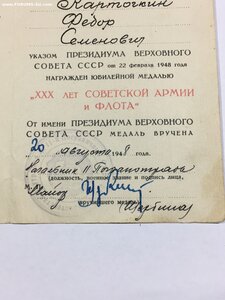 Карточкин
Федор
Семенович
УКАЗОМ ПРЕЗИДИУМА ВЕРХОВНОГО
СОВЕТА СССР от 22 февраля 1948 года
НАГРАЖДЕН ЮБИЛЕЙНОЙ МЕДАЛЬЮ
„XXX ЛЕТ СОВЕТСКОЙ АРМИИ
И ФЛОТА"
ОТ ИМЕНИ ПРЕЗИДИУМА ВЕРХОВНОГО
СОВЕТА СССР МЕДАЛЬ ВРУЧЕНА
20 августа 1948 года.
Начальник II Погранотряда
(должность, военное звание и подпись лица,
Майор
вручившего медаль)